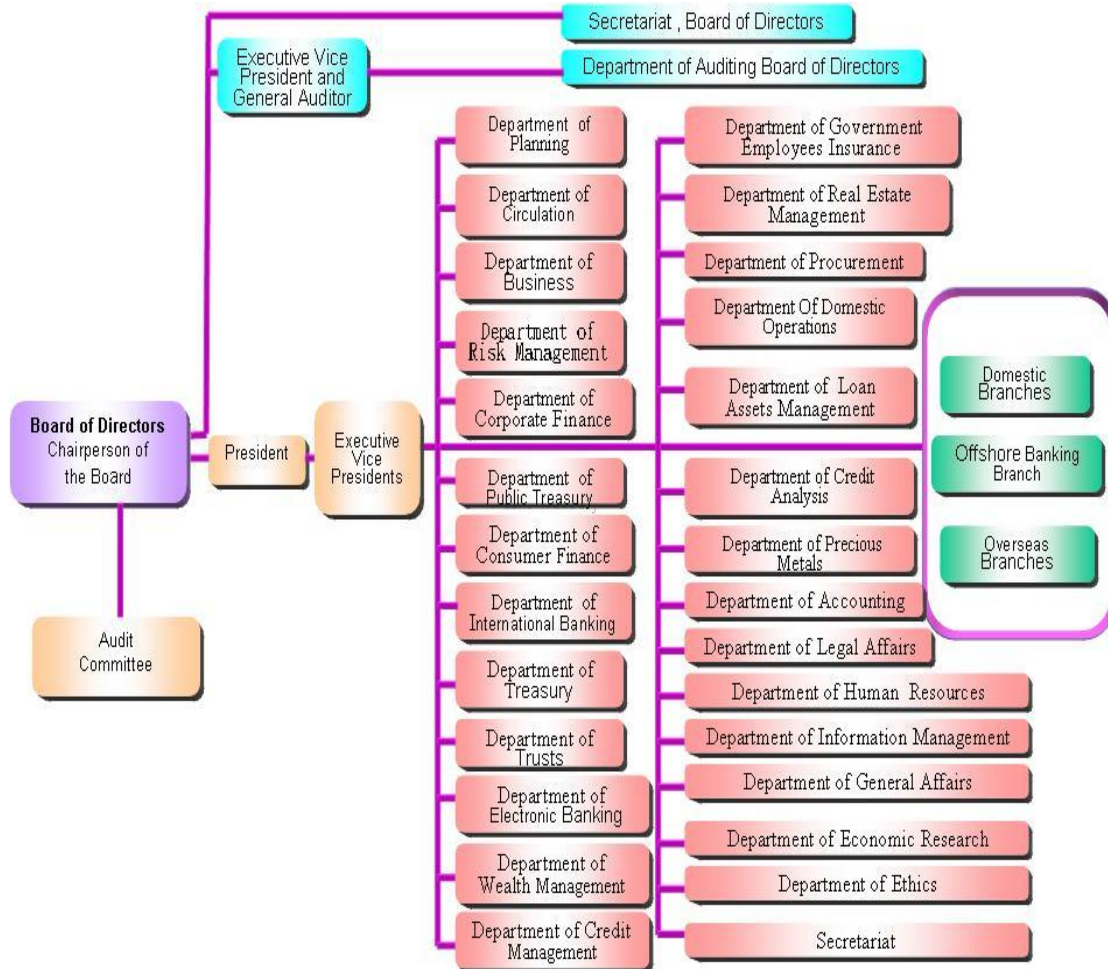 Secretariat , Board of Directors
Executive Vice
President and
General Auditor
Department of Auditing Board of Directors
Board of Directors
Chairperson of
the Board
President
Executive
Vice
Presidents
Audit
Committee
Department of
Planning
Department of
Circulation
Department of
Business
Department of
Risk Management
Department of
Corporate Finance
Department of
Public Treasury
Department of
Consumer Finance
Department of
International Banking
Department of
Treasury
Department of
Trusts
Department of
Electronic Banking
Department of
Wealth Management
Department of Credit
Management
Department of Government
Employees Insurance
Department of Real Estate
Management
Department of Procurement
Department Of Domestic
Operations
Department of Loan
Assets Management
Department of Credit
Analysis
Department of Precious
Metals
Department of Accounting
Department of Legal Affairs
Department of Human Resources
Department of Information Management
Department of General Affairs
Department of Economic Research
Department of Ethics
Secretariat
Domestic
Branches
Offshore Banking
Branch
Overseas
Branches